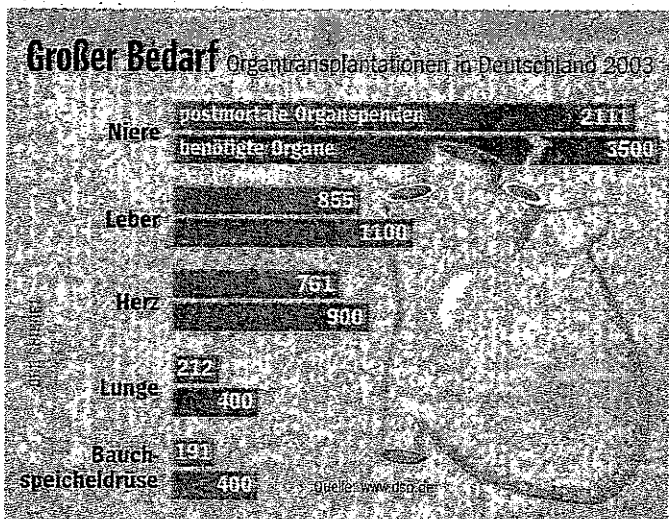 Großer Bedarf Organtransplantationen in Deutschland 2003
Niere
postmortale Organspenden 2111
benötigte Organe 3500
Leber
855
1100
Herz
761
900
Lunge
212
400
Bauch-
speicheldrüse
191
400
Quelle: www.dso.de